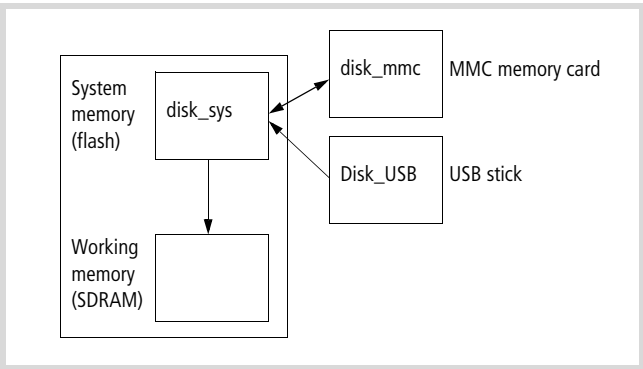 System
memory
(flash)
disk_sys
disk_mmc
MMC memory card
Disk_USB
USB stick
Working
memory
(SDRAM)